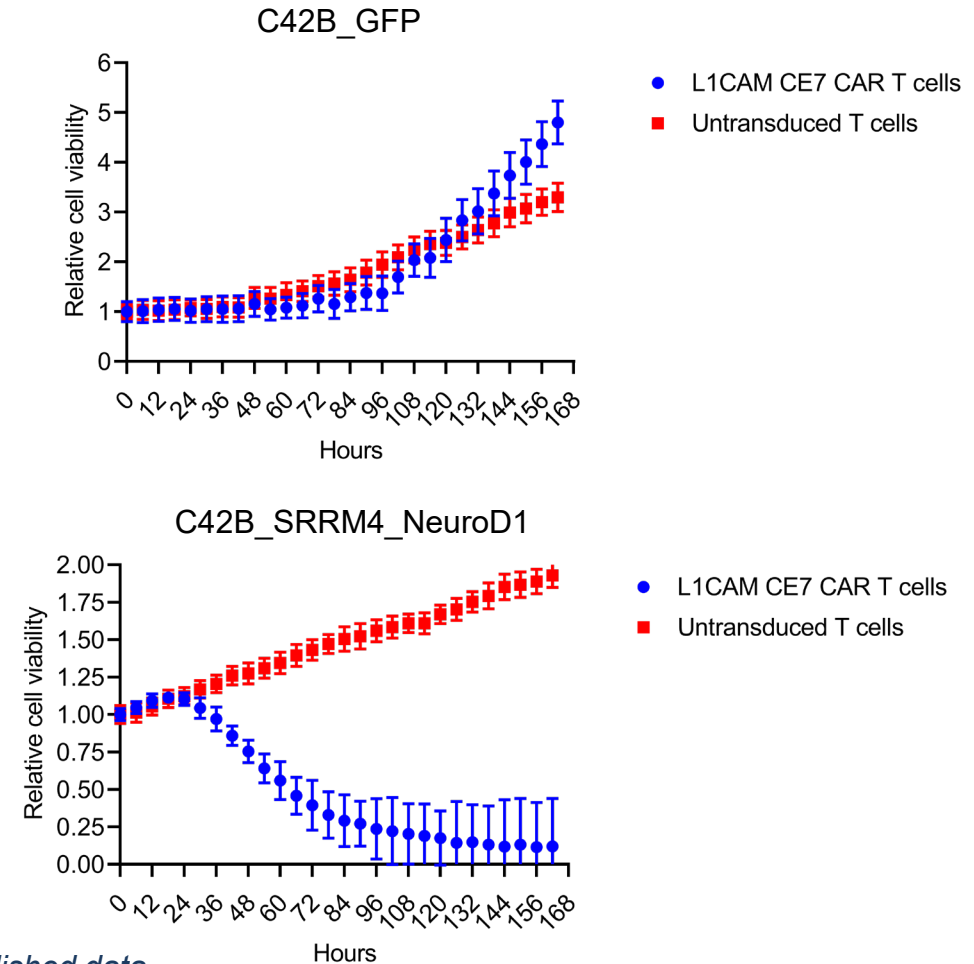 C42B_GFP
L1CAM CE7 CAR T cells
Untransduced T cells
Relative cell viability
6
5
4
3
2
1
0
0 12 24 36 48 60 72 84 96 108 120 132 144 156 168
Hours
C42B_SRRM4_NeuroD1
L1CAM CE7 CAR T cells
Untransduced T cells
Relative cell viability
2.00
1.75
1.50
1.25
1.00
0.75
0.50
0.25
0.00
0 12 24 36 48 60 72 84 96 108 120 132 144 156 168
Hours
data